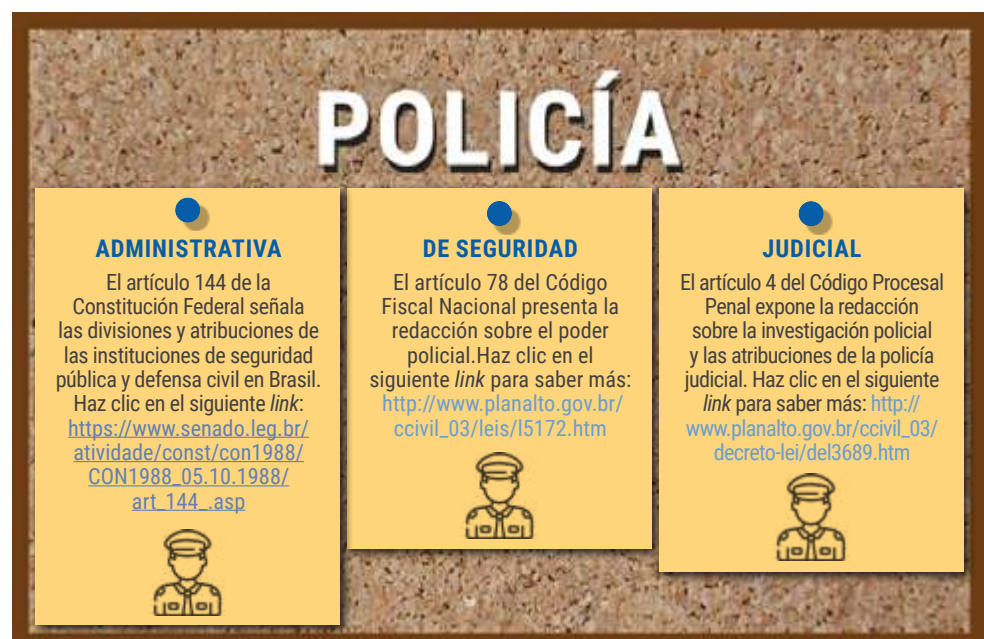 POLICÍA
ADMINISTRATIVA
El artículo 144 de la
Constitución Federal señala
las divisiones y atribuciones de
las instituciones de seguridad
pública y defensa civil en Brasil.
Haz clic en el siguiente link:
https://www.senado.leg.br/
atividade/const/con1988/
CON1988_05.10.1988/
art_144_.asp
DE SEGURIDAD
El artículo 78 del Código
Fiscal Nacional presenta la
redacción sobre el poder
policial.Haz clic en el
siguiente link para saber más:
http://www.planalto.gov.br/
ccivil_03/leis/l5172.htm
JUDICIAL
El artículo 4 del Código Procesal
Penal expone la redacción
sobre la investigación policial
y las atribuciones de la policía
judicial. Haz clic en el siguiente
link para saber más: http://
www.planalto.gov.br/ccivil_03/
decreto-lei/del3689.htm